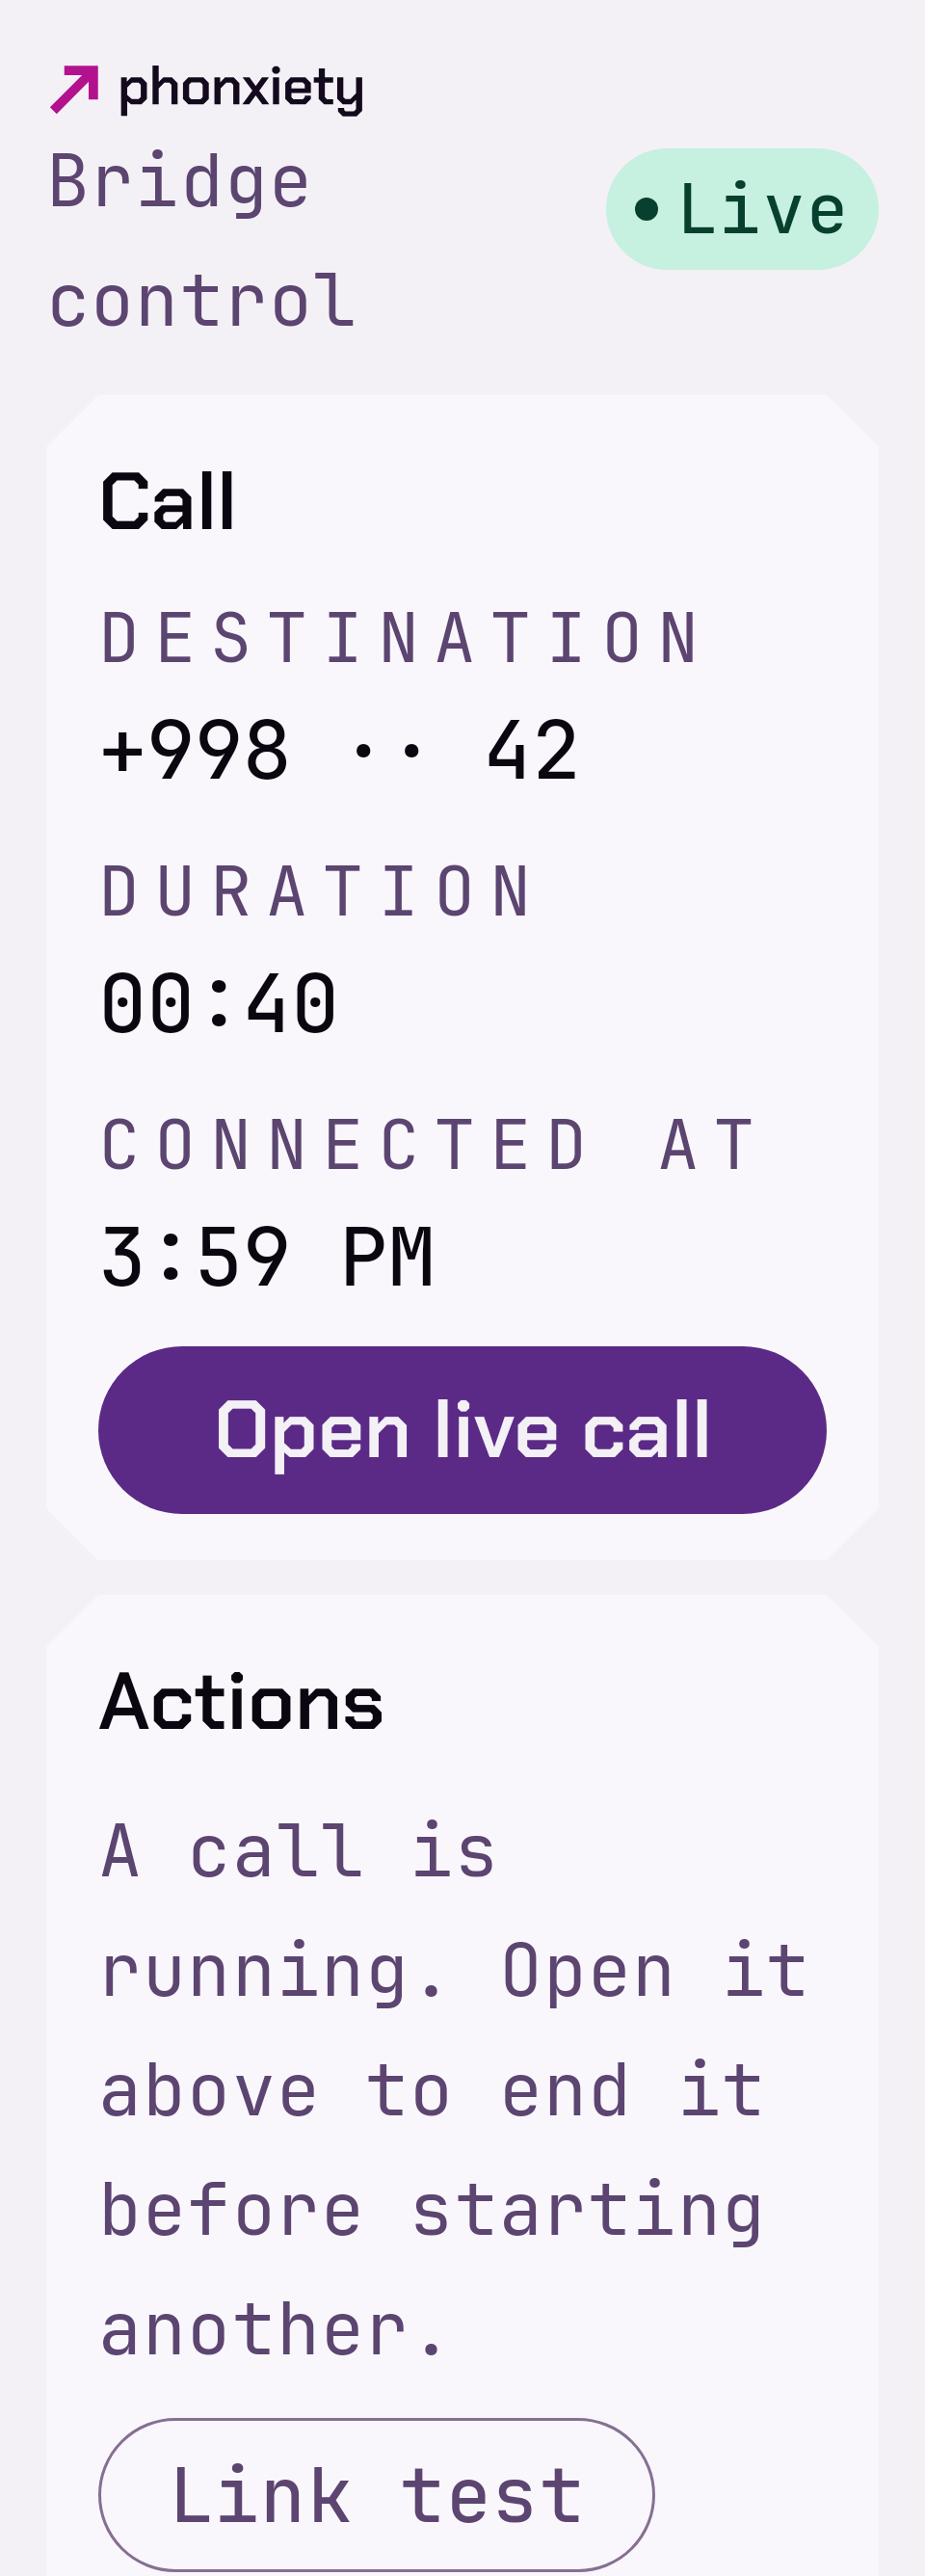 phonxiety
Bridge
control
• Live
Call
DESTINATION
+998 ·· 42
DURATION
00:40
CONNECTED AT
3:59 PM
Open live call
Actions
A call is
running. Open it
above to end it
before starting
another.
Link test